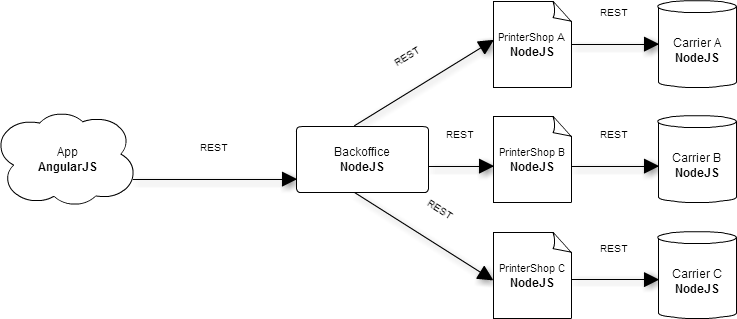 REST
PrinterShop A
NodeJS
REST
Carrier A
NodeJS
App
AngularJS
REST
Backoffice
NodeJS
REST
PrinterShop B
NodeJS
REST
Carrier B
NodeJS
REST
PrinterShop C
NodeJS
REST
Carrier C
NodeJS